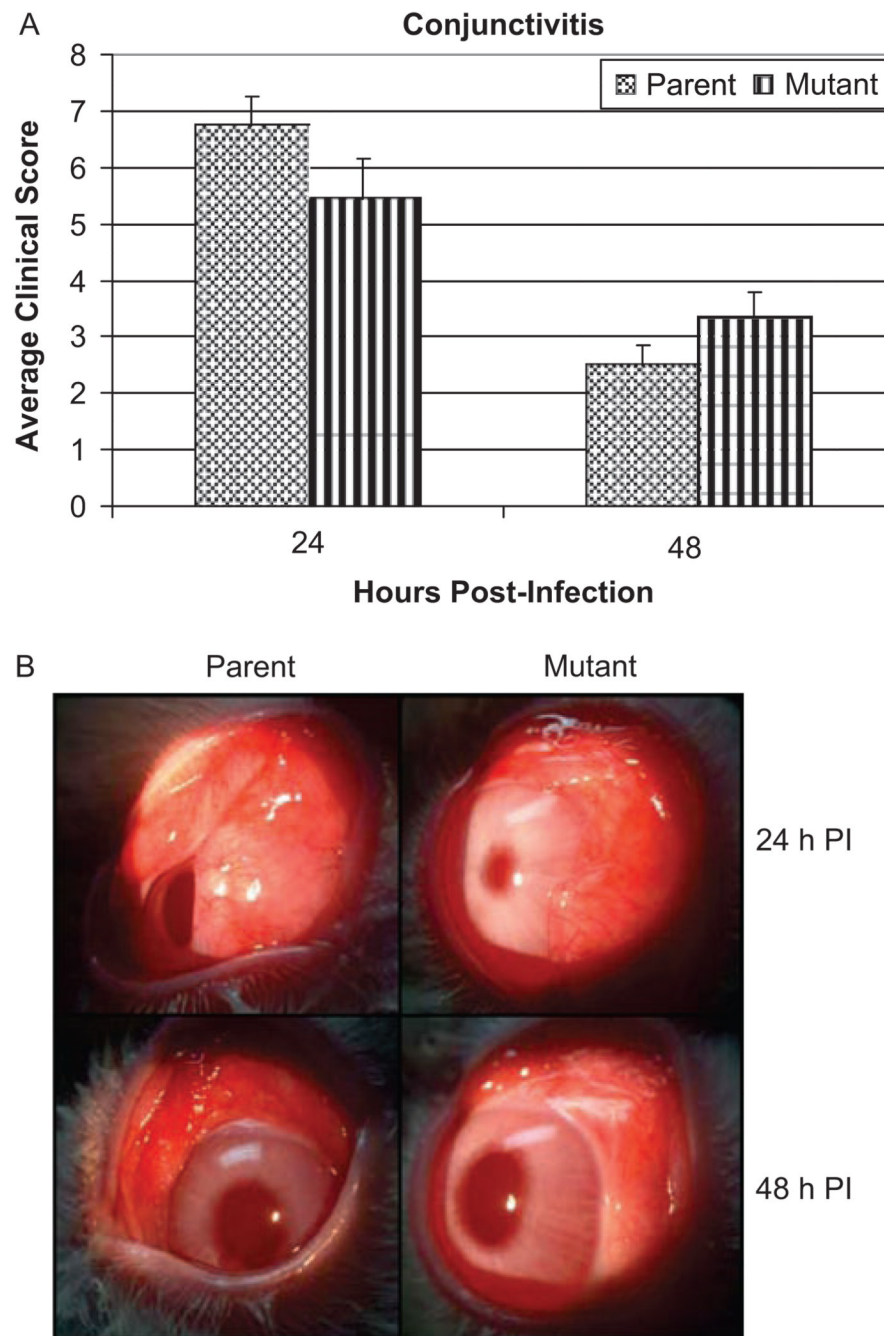 A
Conjunctivitis
Parent Mutant
8
7
6
5
4
3
2
1
0
Average Clinical Score
24 48
Hours Post-Infection
B
Parent Mutant
24 h PI
48 h PI